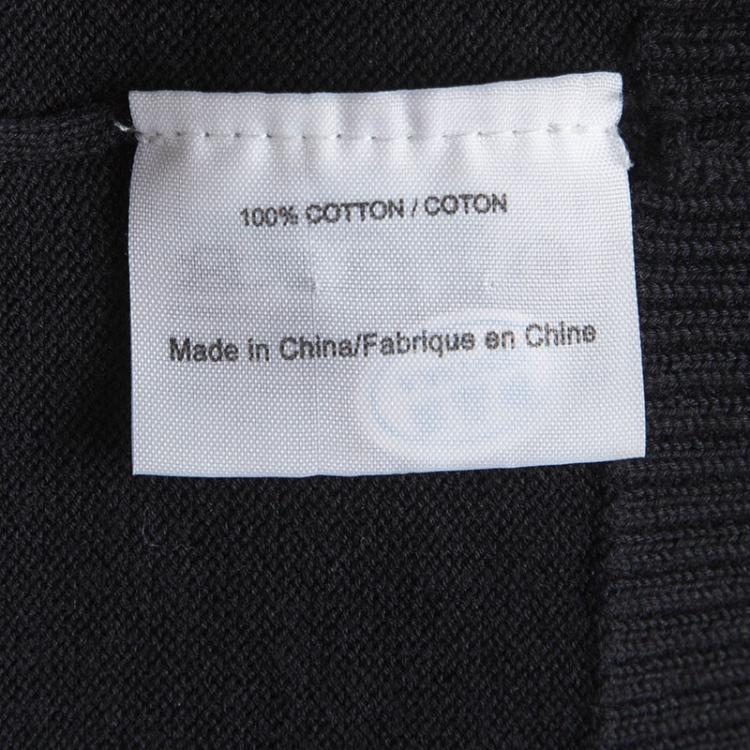 100% COTTON / COTON
Made in China/Fabrique en Chine